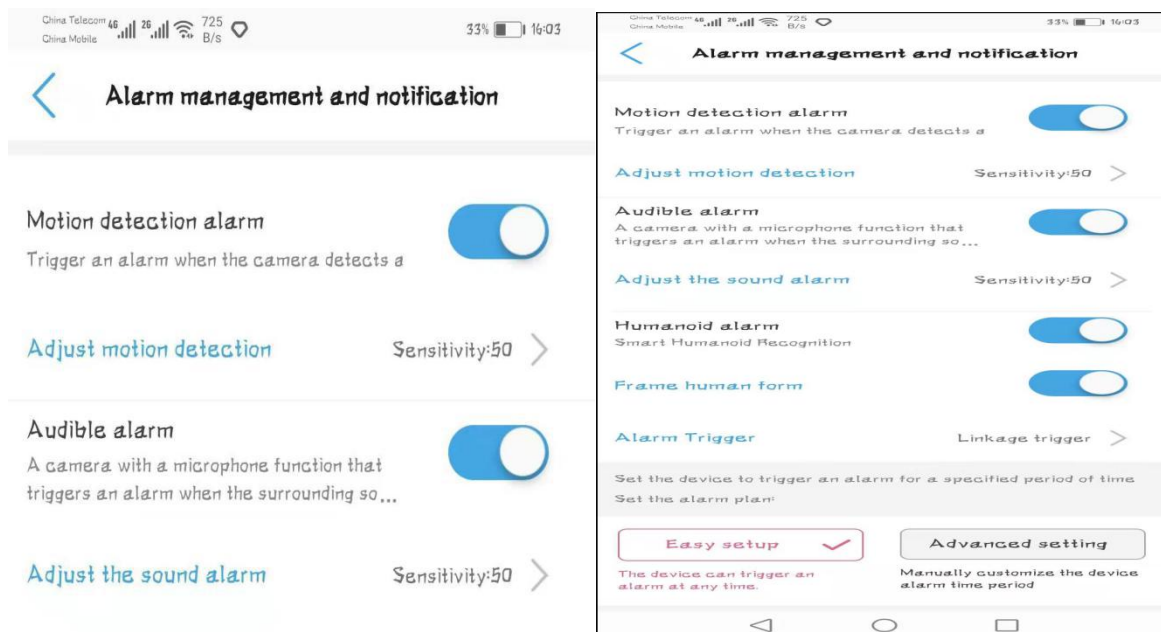 China Telecom 4G 2G 725 B/s 33% 16:03
China Mobile
Alarm management and notification
Motion detection alarm
Trigger an alarm when the camera detects a
Adjust motion detection Sensitivity:50
Audible alarm
A camera with a microphone function that
triggers an alarm when the surrounding so...
Adjust the sound alarm Sensitivity:50
China Telecom 4G 2G 725 B/s 33% 16:03
China Mobile
Alarm management and notification
Motion detection alarm
Trigger an alarm when the camera detects a
Adjust motion detection Sensitivity:50
Audible alarm
A camera with a microphone function that
triggers an alarm when the surrounding so...
Adjust the sound alarm Sensitivity:50
Humanoid alarm
Smart Humanoid Recognition
Frame human form
Alarm Trigger Linkage trigger
Set the device to trigger an alarm for a specified period of time
Set the alarm plan:
Easy setup Advanced setting
The device can trigger an Manually customize the device
alarm at any time. alarm time period